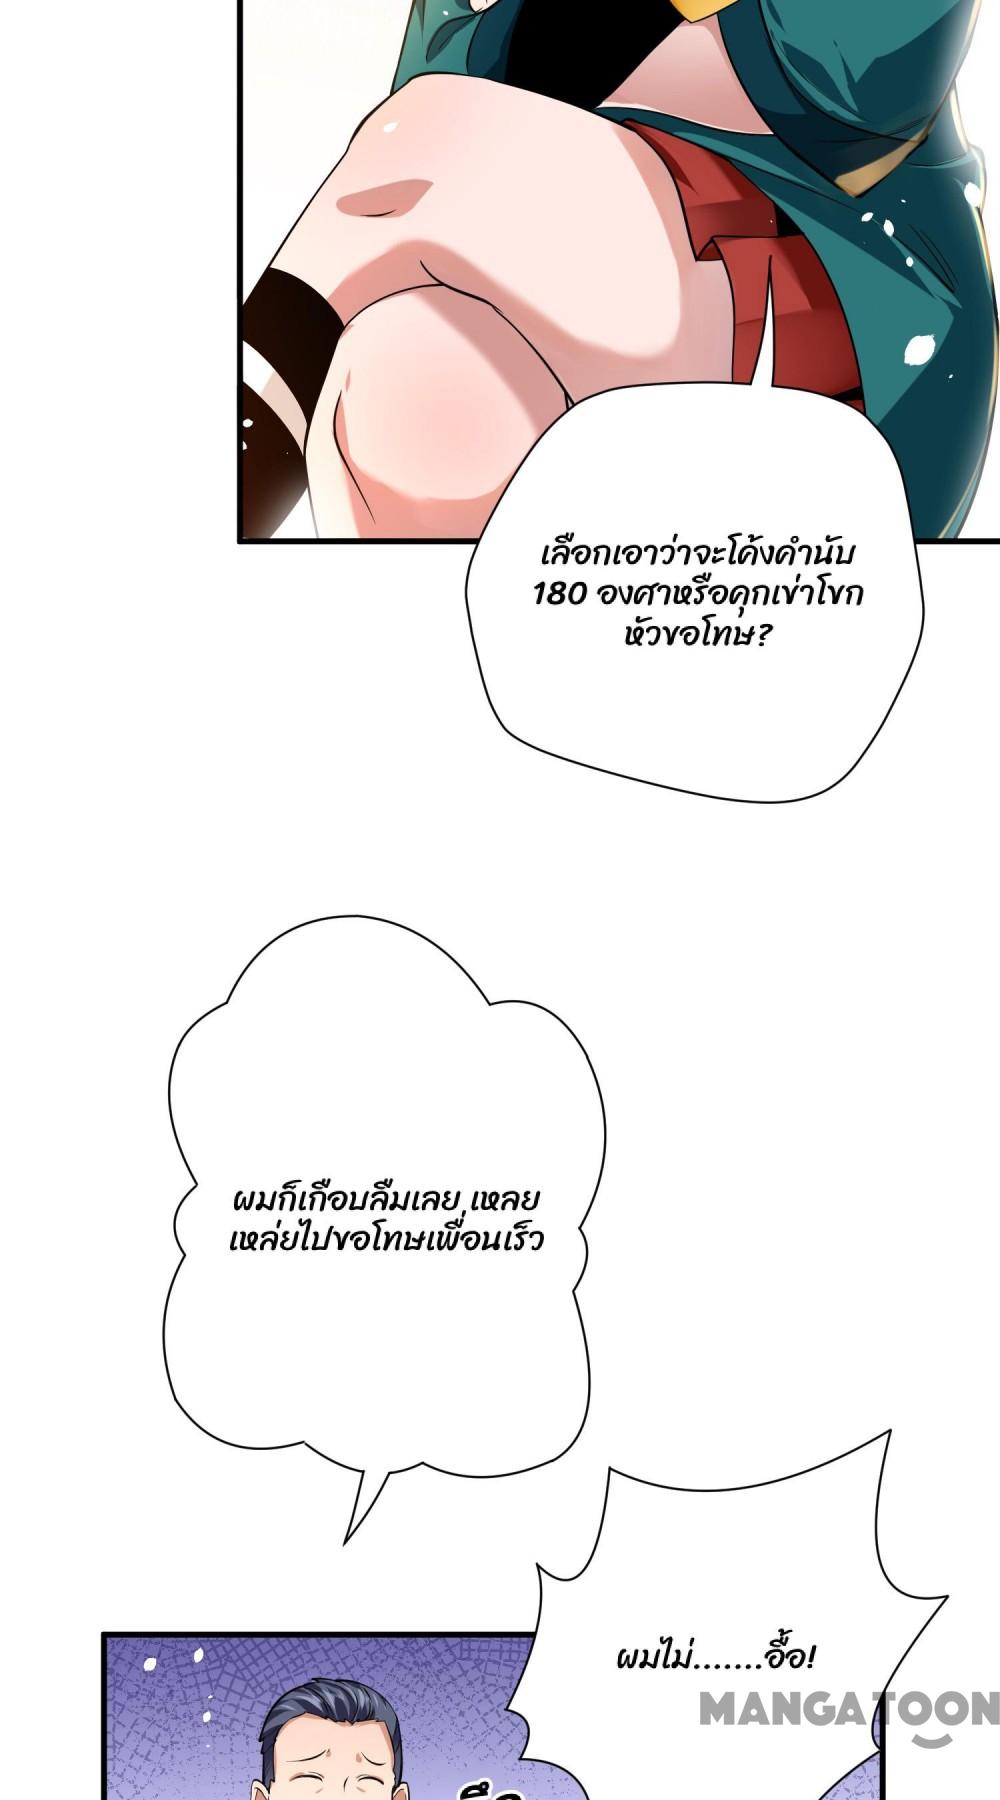 เลือกเอาว่าจะโค้งคำนับ
180 องศาหรือคุกเข่าโขก
หัวขอโทษ?
ผมก็เกือบลืมเลย เหลย
เหล่ยไปขอโทษเพื่อนเร็ว
ผมไม่.......อื้อ!
MANGATOON